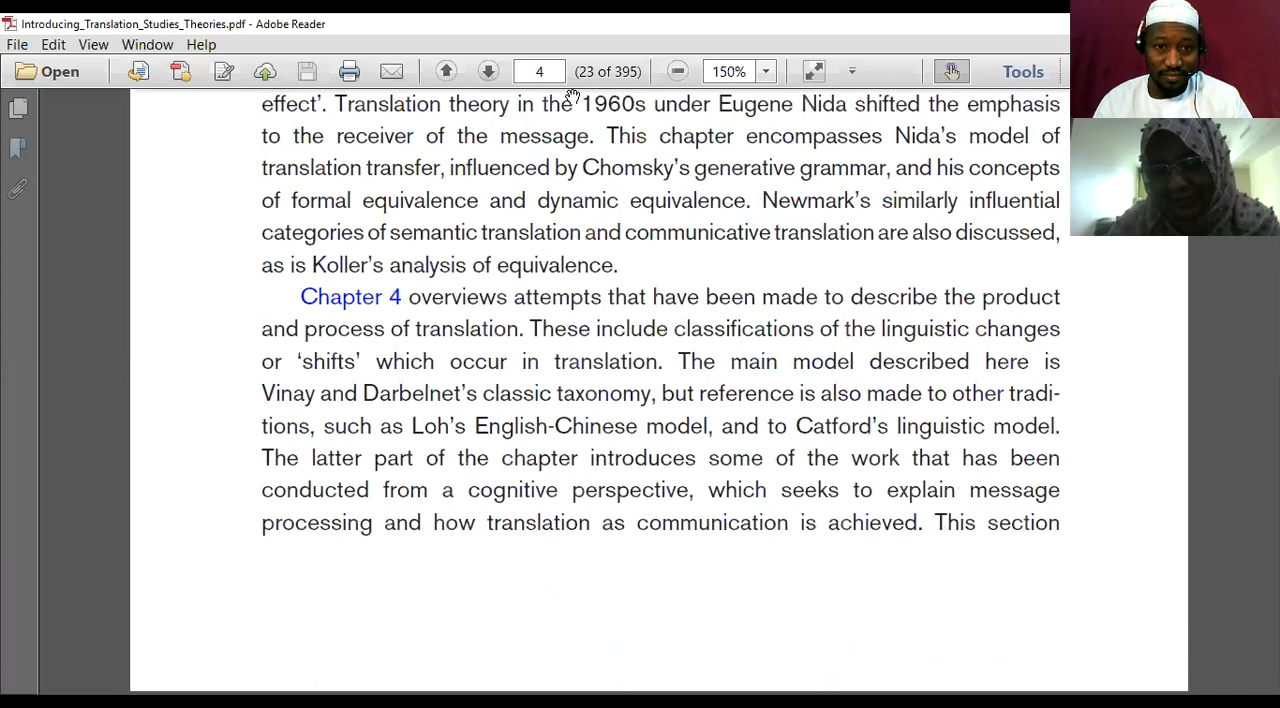 Introducing_Translation_Studies_Theories.pdf - Adobe Reader
File Edit View Window Help
Open 4 (23 of 395) 150% Tools
effect’. Translation theory in the 1960s under Eugene Nida shifted the emphasis
to the receiver of the message. This chapter encompasses Nida’s model of
translation transfer, influenced by Chomsky’s generative grammar, and his concepts
of formal equivalence and dynamic equivalence. Newmark’s similarly influential
categories of semantic translation and communicative translation are also discussed,
as is Koller’s analysis of equivalence.
Chapter 4 overviews attempts that have been made to describe the product
and process of translation. These include classifications of the linguistic changes
or ‘shifts’ which occur in translation. The main model described here is
Vinay and Darbelnet’s classic taxonomy, but reference is also made to other tradi-
tions, such as Loh’s English-Chinese model, and to Catford’s linguistic model.
The latter part of the chapter introduces some of the work that has been
conducted from a cognitive perspective, which seeks to explain message
processing and how translation as communication is achieved. This section